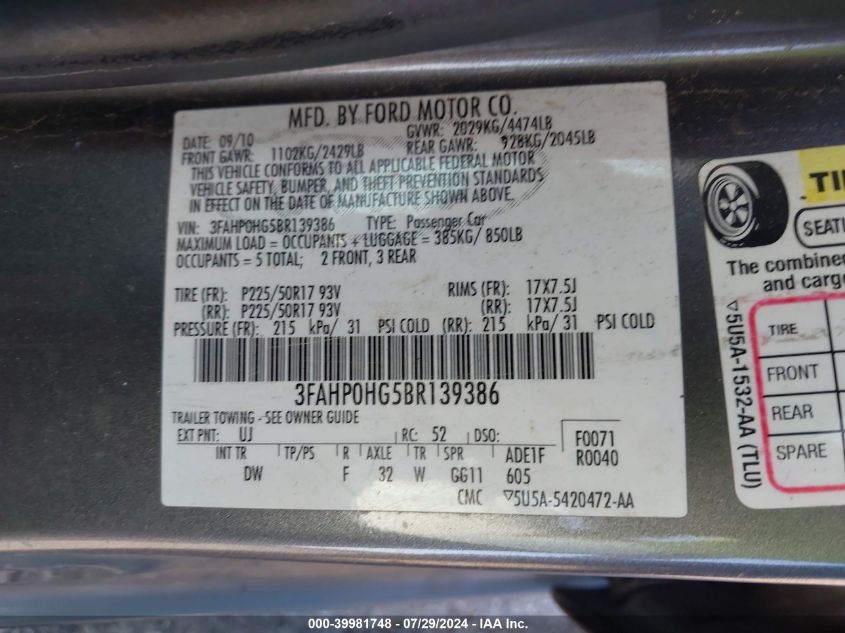 MFD. BY FORD MOTOR CO.
DATE: 09/10 GVWR: 2029KG/4474LB
FRONT GAWR: 1102KG/2429LB REAR GAWR: 928KG/2045LB
THIS VEHICLE CONFORMS TO ALL APPLICABLE FEDERAL MOTOR
VEHICLE SAFETY, BUMPER, AND THEFT PREVENTION STANDARDS
IN EFFECT ON THE DATE OF MANUFACTURE SHOWN ABOVE.
VIN: 3FAHP0HG5BR139386 TYPE: Passenger Car
MAXIMUM LOAD = OCCUPANTS + LUGGAGE = 385KG/ 850LB
OCCUPANTS = 5 TOTAL; 2 FRONT, 3 REAR
TIRE (FR): P225/50R17 93V RIMS (FR): 17X7.5J
(RR): P225/50R17 93V (RR): 17X7.5J
PRESSURE (FR): 215 kPa/ 31 PSI COLD (RR): 215 kPa/ 31 PSI COLD
3FAHP0HG5BR139386
TRAILER TOWING - SEE OWNER GUIDE
EXT PNT: UJ RC: 52 DSO: F0071
INT TR TP/PS R AXLE TR SPR ADE1F R0040
DW F 32 W GG11 605
CMC ▽5U5A-5420472-AA
TI
SEATI
The combined
and cargo
TIRE
FRONT
REAR
SPARE
▽5U5A-1532-AA (TLU)
000-39981748 - 07/29/2024 - IAA Inc.